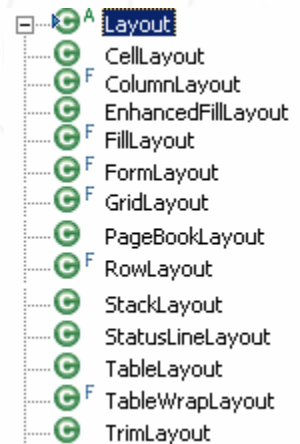 A Layout
C CellLayout
C F ColumnLayout
C EnhancedFillLayout
C F FillLayout
C F FormLayout
C F GridLayout
C PageBookLayout
C F RowLayout
C StackLayout
C StatusLineLayout
C TableLayout
C F TableWrapLayout
C TrimLayout